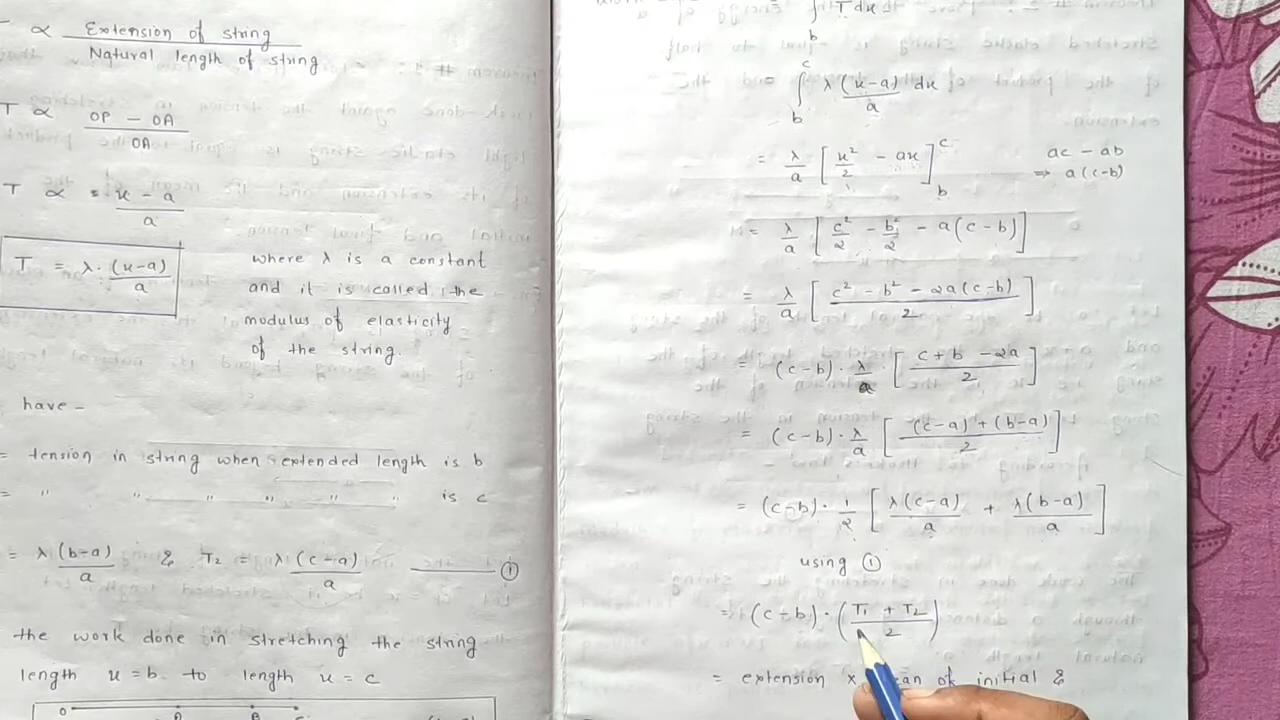 T ∝ Extension of string / Natural length of string
T ∝ OP - OA / OA
T ∝ = x - a / a
T = λ. (x-a) / a
where λ is a constant
and it is called the
modulus of elasticity
of the string.
have -
= tension in string when extended length is b
= " " " " " " is c
= λ(b-a) / a & T2 = λ(c-a) / a ——— ①
the work done in stretching the string
length x = b to length x = c
O A B C
∫ T dx
b
= ∫_b^c λ (x-a) / a dx
= λ/a [ x²/2 - ax ]_b^c
ac - ab
⇒ a(c-b)
= λ/a [ c²/2 - b²/2 - a(c-b) ]
= λ/a [ c² - b² - 2a(c-b) / 2 ]
= (c-b). λ/a . [ c+b -2a / 2 ]
= (c-b). λ/a [ (c-a)+(b-a) / 2 ]
= (c-b). 1/2 [ λ(c-a)/a + λ(b-a)/a ]
using ①
= (c-b). ( T1 + T2 / 2 )
= extension x of initial &